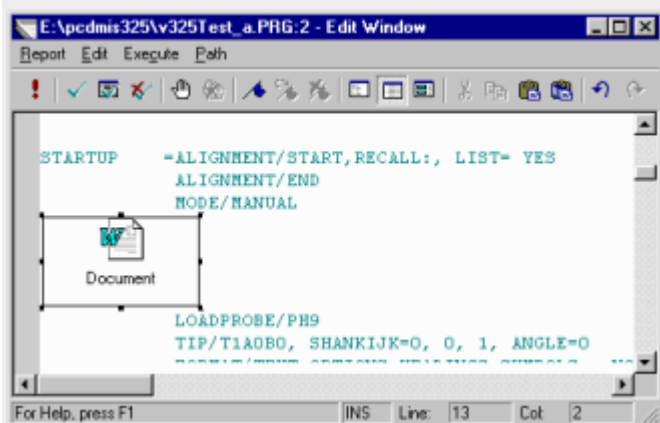 E:\pcdmis325\v325Test_a.PRG:2 - Edit Window
Report Edit Execute Path
STARTUP =ALIGNMENT/START,RECALL:, LIST= YES
ALIGNMENT/END
MODE/MANUAL
W
Document
LOADPROBE/PH9
TIP/T1A0B0, SHANKIJK=0, 0, 1, ANGLE=0
For Help, press F1 INS Line: 13 Col: 2